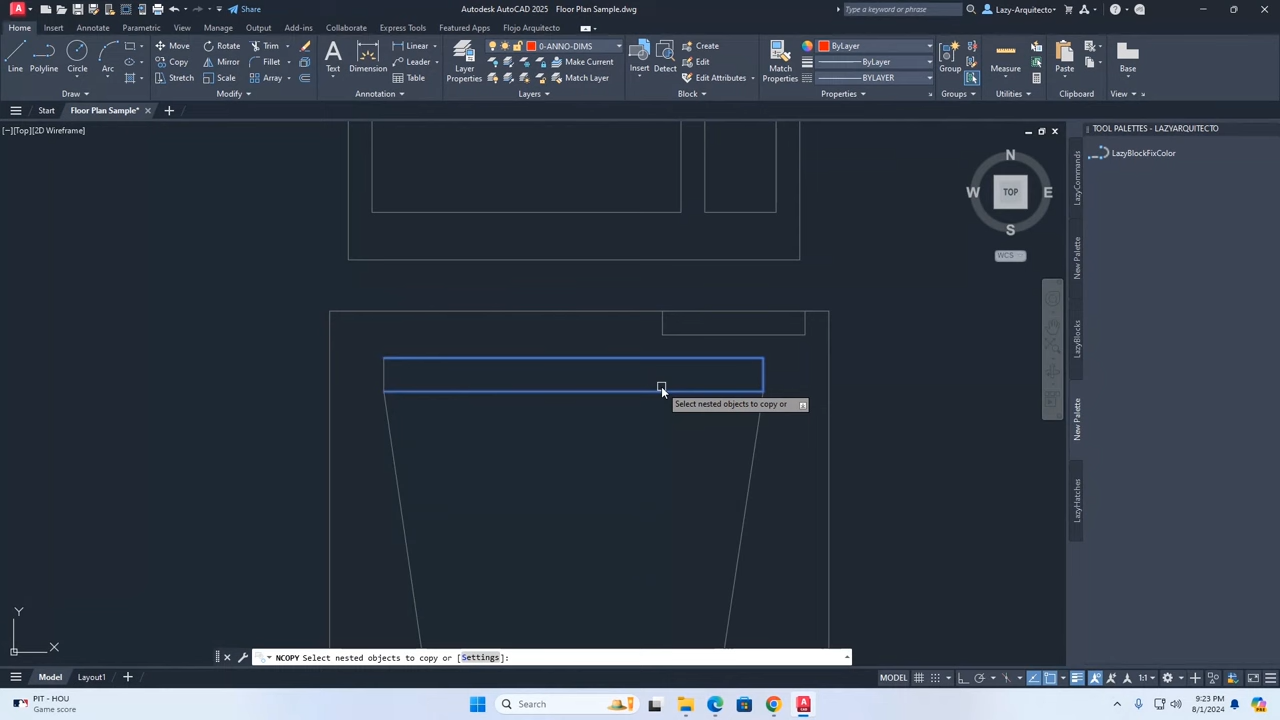 A CAD Share Autodesk AutoCAD 2025 Floor Plan Sample.dwg Type a keyword or phrase Lazy-Arquitecto
Home Insert Annotate Parametric View Manage Output Add-ins Collaborate Express Tools Featured Apps Flojo Arquitecto
Line Polyline Circle Arc
Move Rotate Trim
Copy Mirror Fillet
Stretch Scale Array
Text Dimension
Linear
Leader
Table
Layer Properties
0-ANNO-DIMS
Make Current
Match Layer
Insert Detect
Create
Edit
Edit Attributes
Match Properties
ByLayer
ByLayer
BYLAYER
Group Measure Paste Base
Draw Modify Annotation Layers Block Properties Groups Utilities Clipboard View
Start Floor Plan Sample*
[−][Top][2D Wireframe]
TOOL PALETTES - LAZYARQUITECTO
LazyBlockFixColor
LazyCommands
New Palette
LazyBlocks
New Palette
LazyHatches
N
W TOP E
S
WCS
Select nested objects to copy or
Y
X
NCOPY Select nested objects to copy or [Settings]:
Model Layout1
MODEL 1:1
PIT - HOU
Game score
Search
9:23 PM
8/1/2024